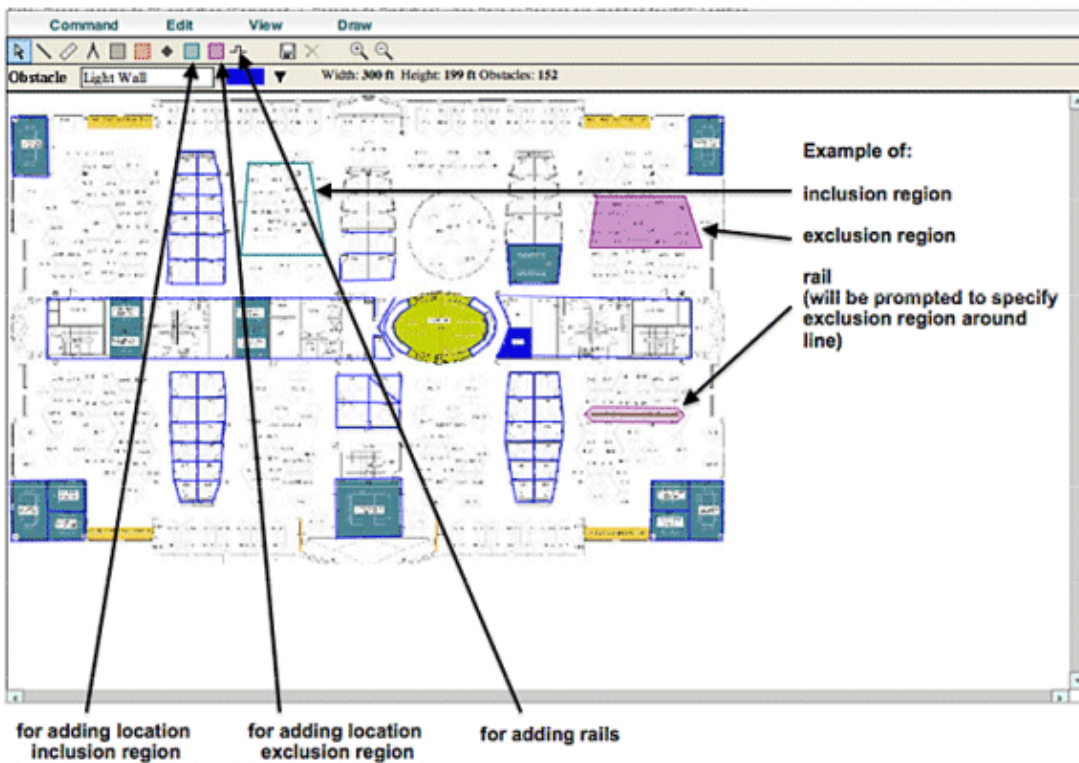 Command Edit View Draw
Obstacle Light Wall Width: 300 ft Height: 199 ft Obstacles: 152
Example of:
inclusion region
exclusion region
rail
(will be prompted to specify
exclusion region around
line)
for adding location
inclusion region
for adding location
exclusion region
for adding rails